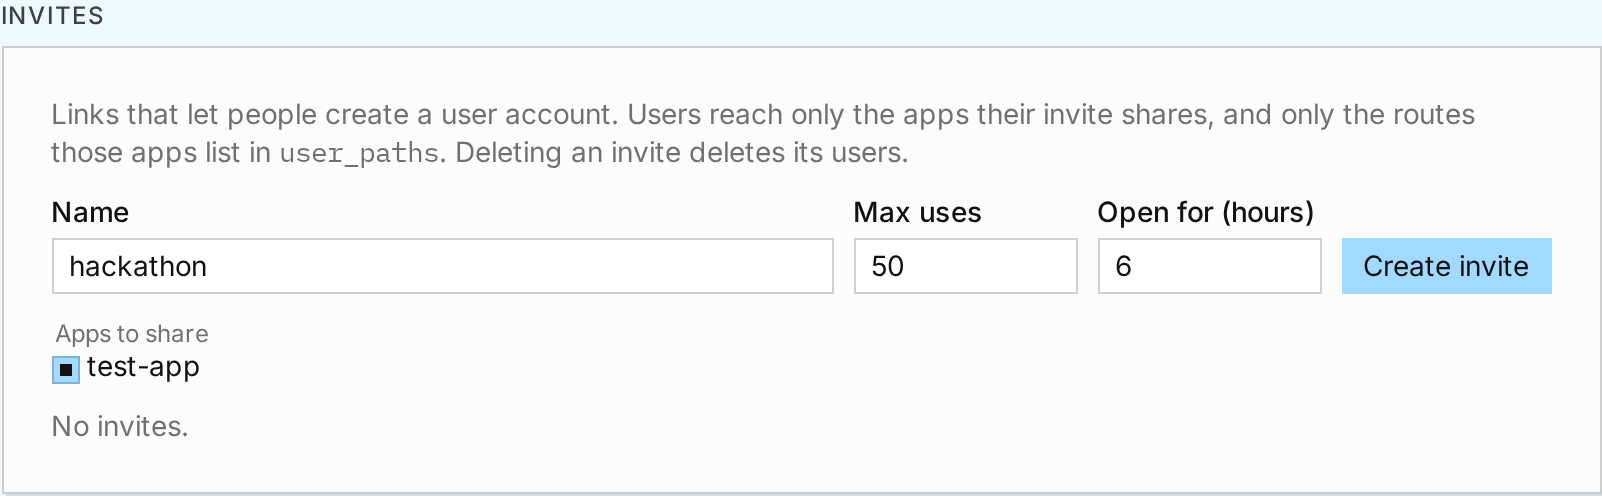 INVITES
Links that let people create a user account. Users reach only the apps their invite shares, and only the routes
those apps list in user_paths. Deleting an invite deletes its users.
Name Max uses Open for (hours)
hackathon 50 6 Create invite
Apps to share
test-app
No invites.